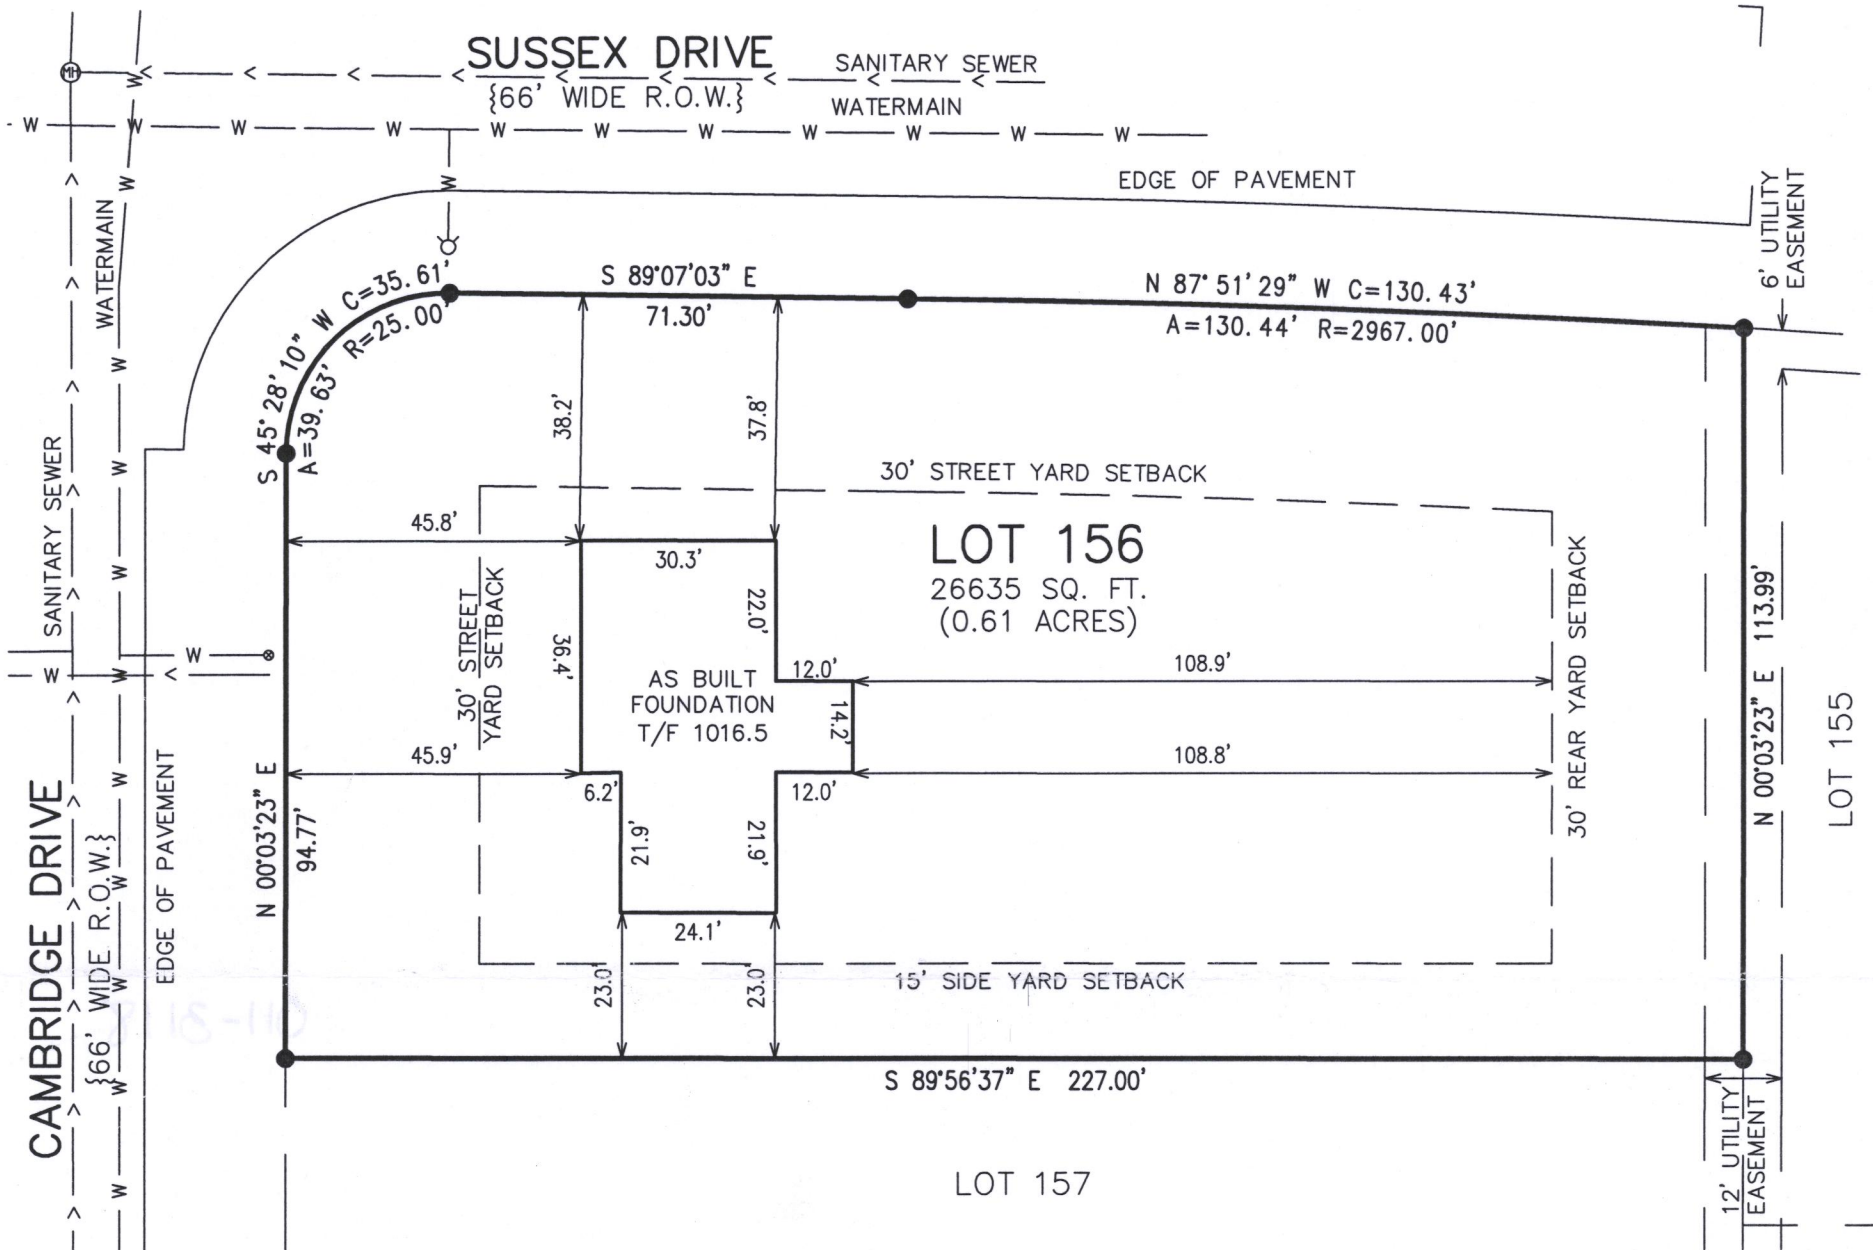 SUSSEX DRIVE
{66' WIDE R.O.W.}
SANITARY SEWER
WATERMAIN
MH
W W W W W W W W W W W
EDGE OF PAVEMENT
6' UTILITY
EASEMENT
S 45°28'10" W C=35.61'
A=39.63' R=25.00'
S 89°07'03" E
71.30'
N 87°51'29" W C=130.43'
A=130.44' R=2967.00'
WATERMAIN
SANITARY SEWER
38.2'
37.8'
30' STREET YARD SETBACK
45.8'
30.3'
LOT 156
26635 SQ. FT.
(0.61 ACRES)
30' STREET
YARD SETBACK
36.4'
22.0'
AS BUILT
FOUNDATION
T/F 1016.5
12.0'
14.2'
108.9'
45.9'
6.2'
12.0'
108.8'
21.9'
21.9'
24.1'
23.0'
23.0'
30' REAR YARD SETBACK
N 00°03'23" E 113.99'
LOT 155
N 00°03'23" E
94.77'
CAMBRIDGE DRIVE
{66' WIDE R.O.W.}
EDGE OF PAVEMENT
15' SIDE YARD SETBACK
S 89°56'37" E 227.00'
LOT 157
12' UTILITY
EASEMENT